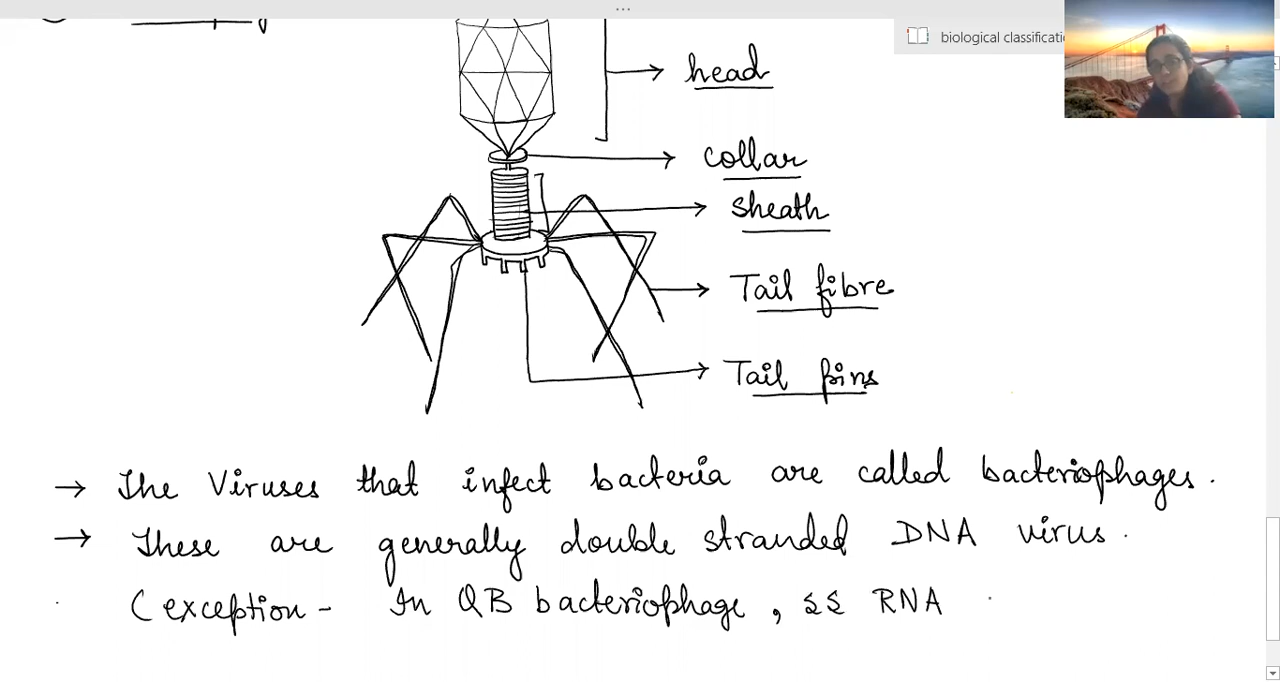 biological classificati
head
collar
sheath
Tail fibre
Tail pins
→ The Viruses that infect bacteria are called bacteriophages.
→ These are generally double stranded DNA virus.
(exception - In QB bacteriophage, ss RNA